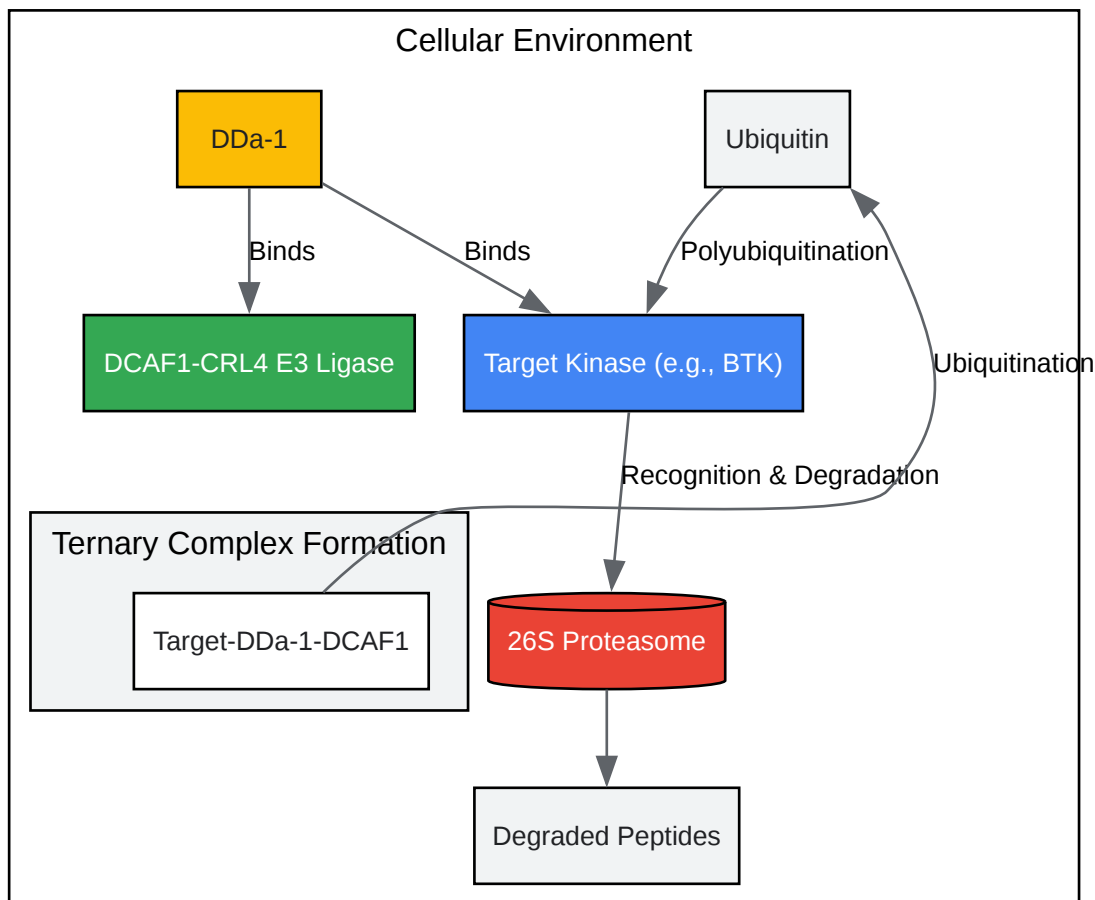 Cellular Environment
DDa-1
Ubiquitin
Binds
Binds
Polyubiquitination
DCAF1-CRL4 E3 Ligase
Target Kinase (e.g., BTK)
Ubiquitination
Recognition & Degradation
Ternary Complex Formation
Target-DDa-1-DCAF1
26S Proteasome
Degraded Peptides